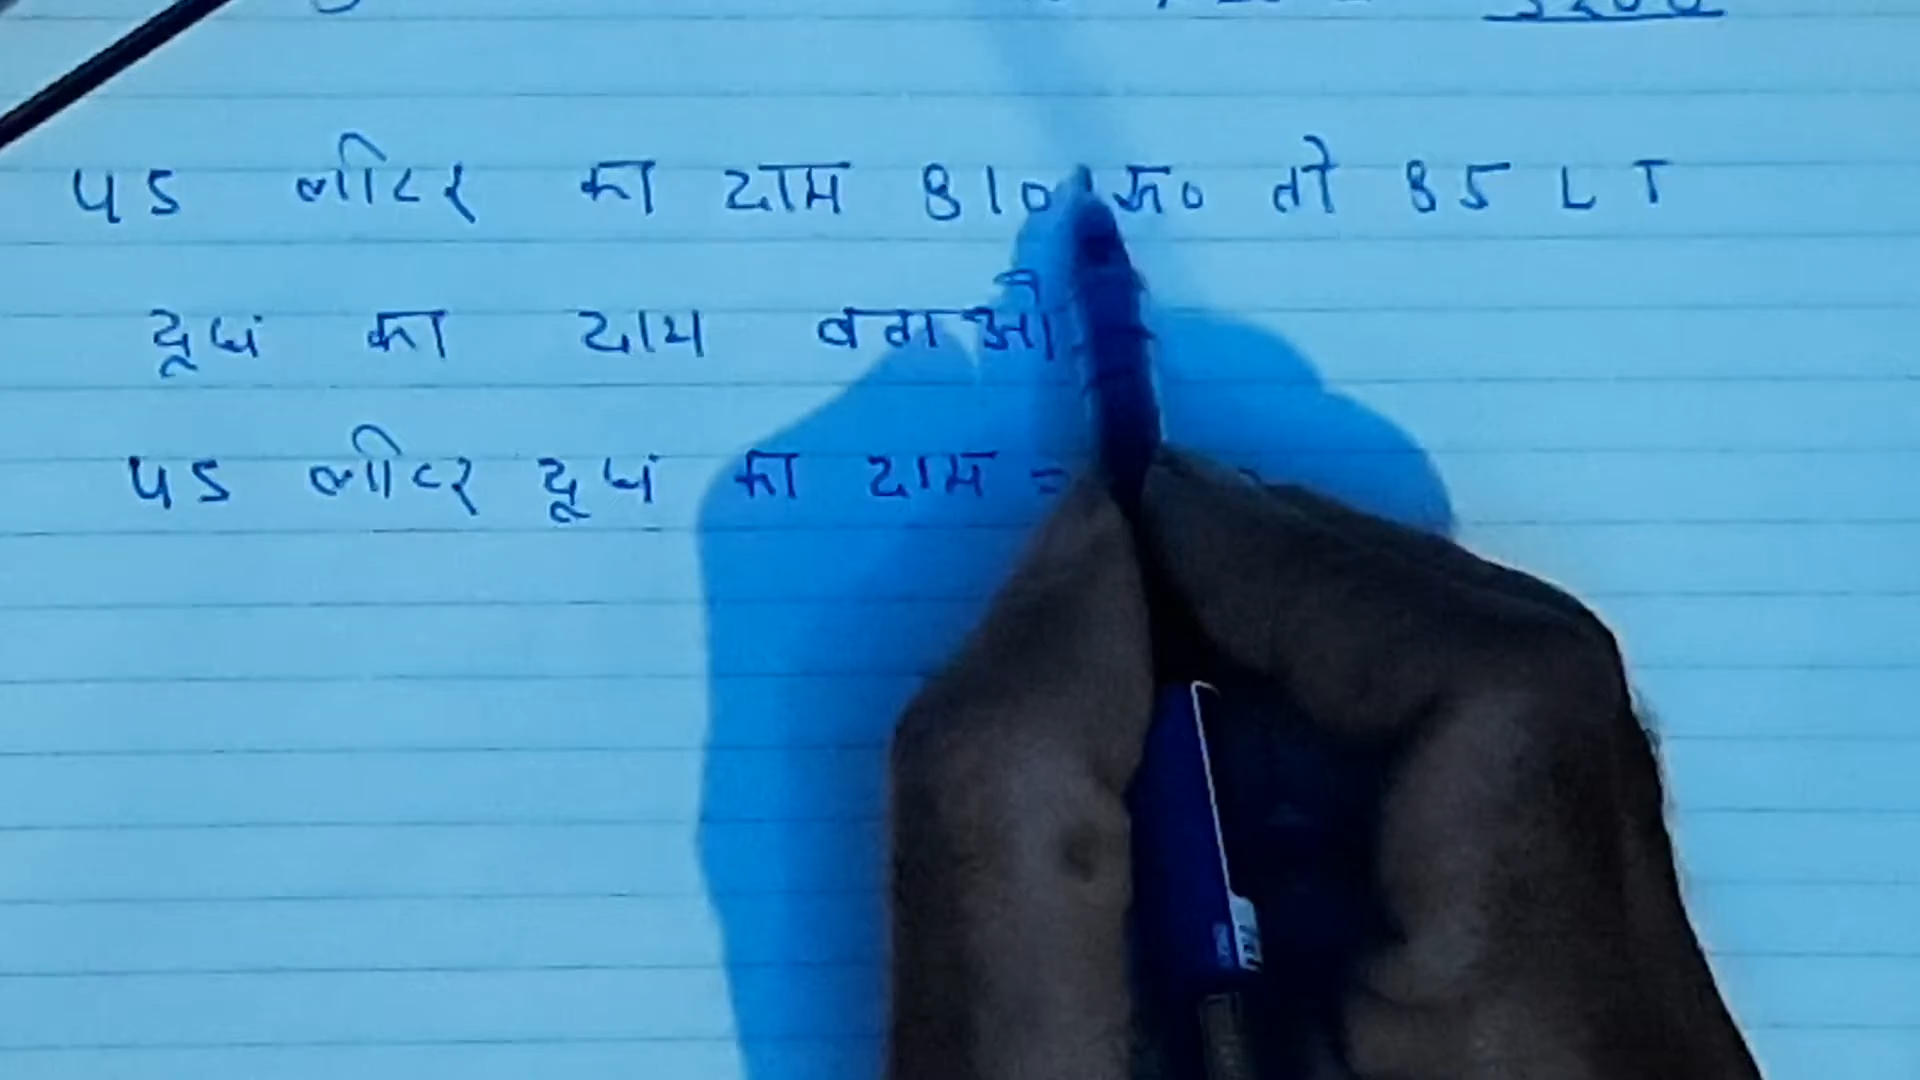 45 लीटर का दाम 810 रू० तो 85 LT
दूध का दाम बताओ
45 लीटर दूध का दाम =